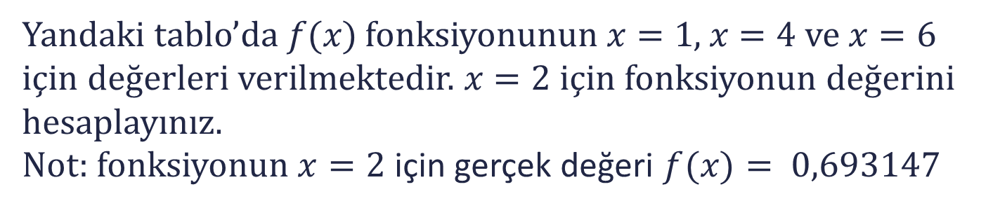 Yandaki tablo’da f(x) fonksiyonunun x = 1, x = 4 ve x = 6
için değerleri verilmektedir. x = 2 için fonksiyonun değerini
hesaplayınız.
Not: fonksiyonun x = 2 için gerçek değeri f(x) = 0,693147